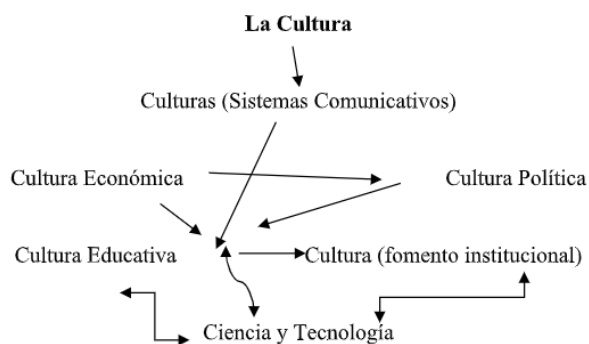 La Cultura
Culturas (Sistemas Comunicativos)
Cultura Económica
Cultura Política
Cultura Educativa
Cultura (fomento institucional)
Ciencia y Tecnología